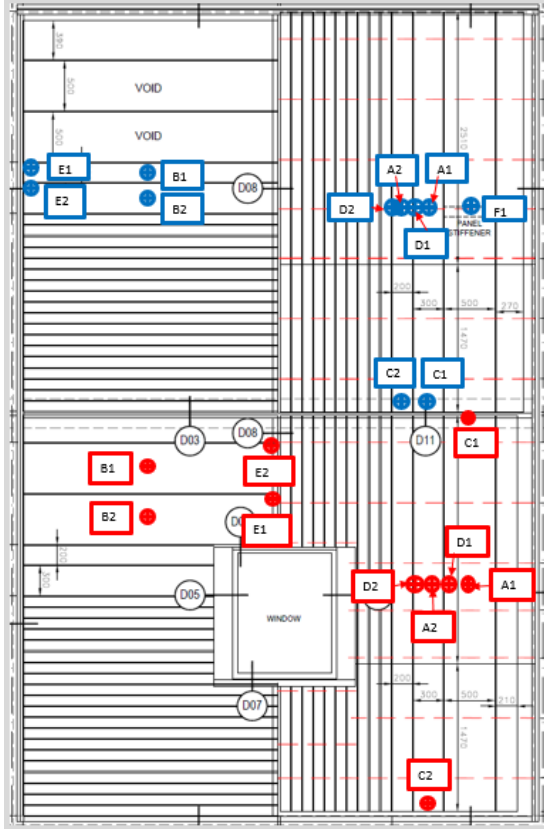 390
500
VOID
500
VOID
2510
E1
B1
A2
A1
D08
E2
B2
D2
F1
D1
PANEL
STIFFENER
200
300
500
270
1470
C2
C1
D03
D08
D11
C1
B1
E2
B2
E1
200
D1
300
D05
WINDOW
D2
A1
A2
200
300
500
210
D07
1470
C2